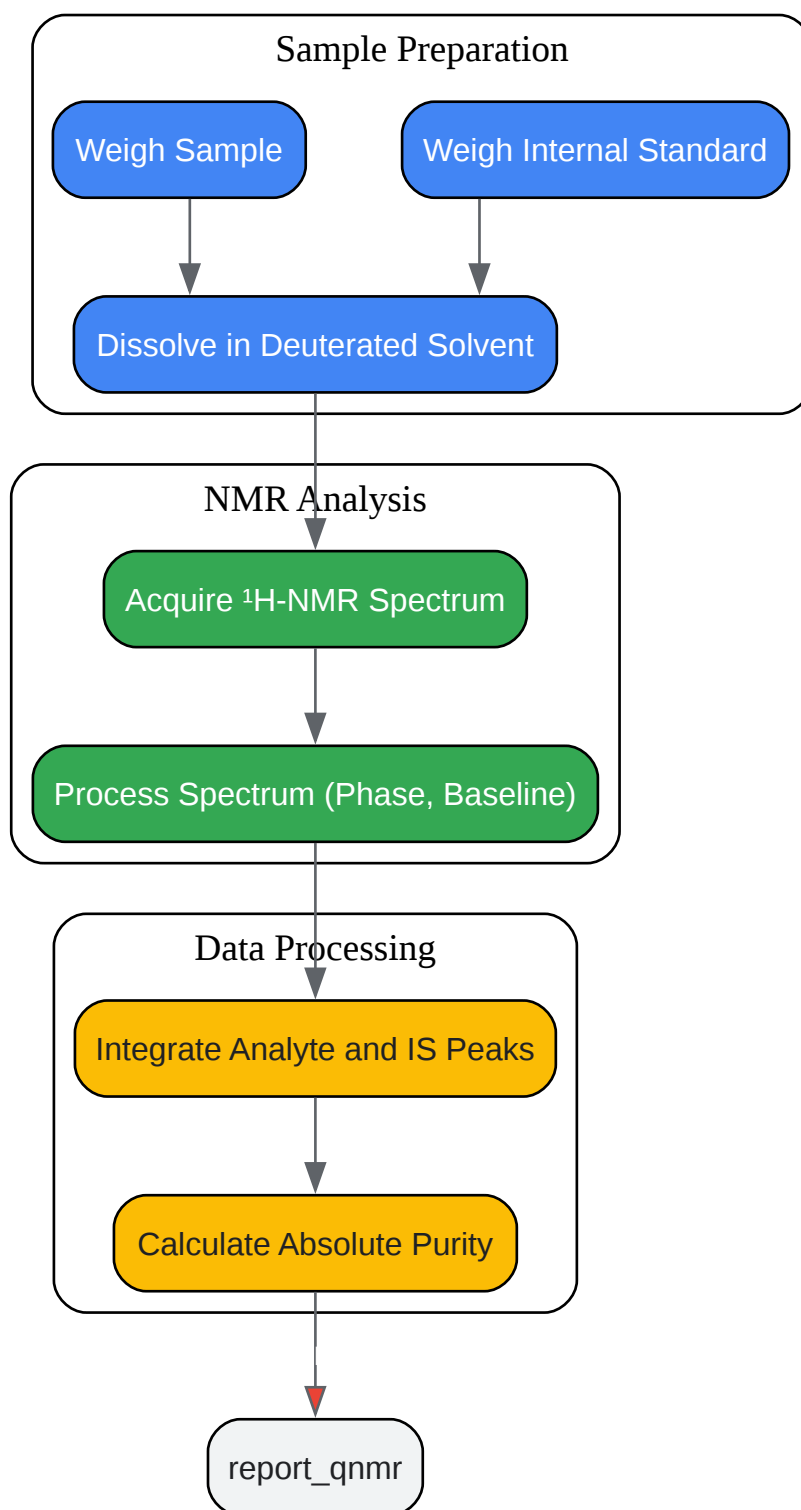 Sample Preparation
Weigh Sample
Weigh Internal Standard
Dissolve in Deuterated Solvent
NMR Analysis
Acquire ¹H-NMR Spectrum
Process Spectrum (Phase, Baseline)
Data Processing
Integrate Analyte and IS Peaks
Calculate Absolute Purity
report_qnmr